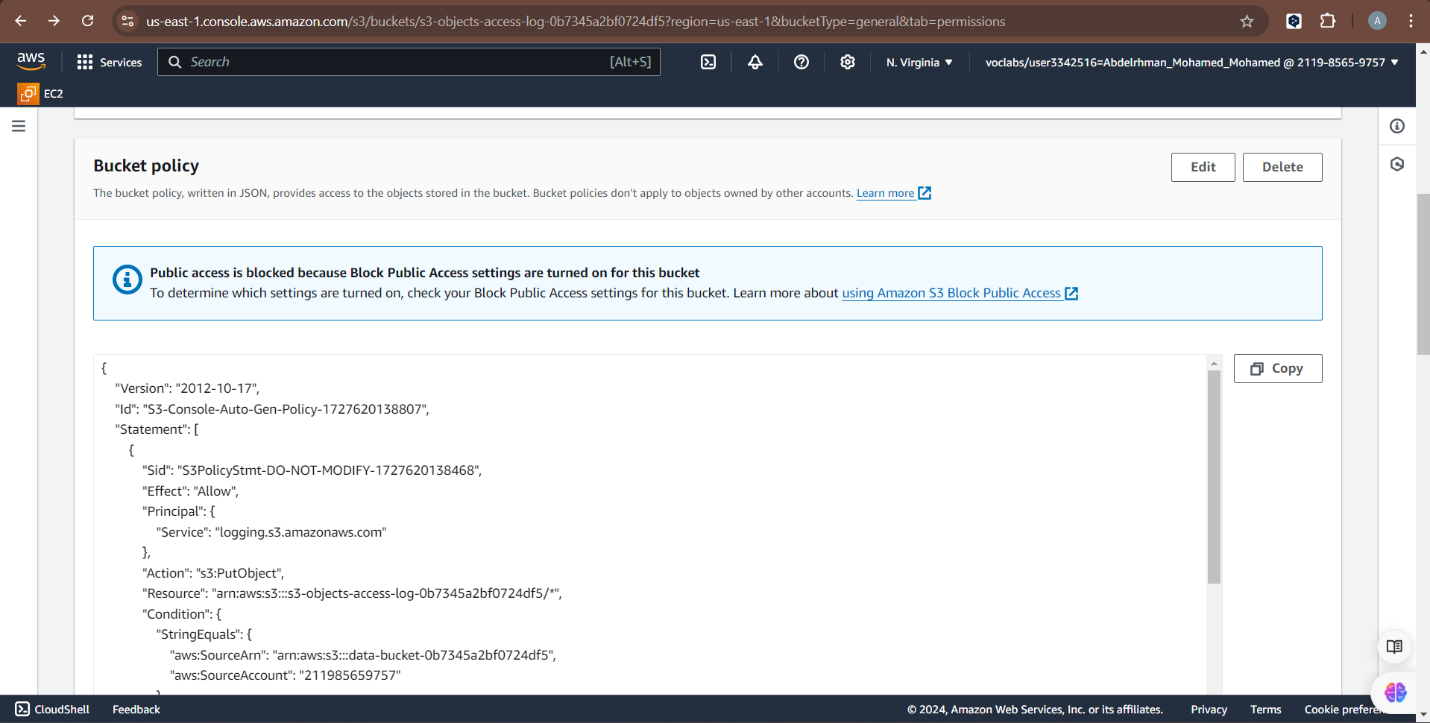 us-east-1.console.aws.amazon.com/s3/buckets/s3-objects-access-log-0b7345a2bf0724df5?region=us-east-1&bucketType=general&tab=permissions
A
aws
Services
Search
[Alt+S]
N. Virginia
voclabs/user3342516=Abdelrhman_Mohamed_Mohamed @ 2119-8565-9757
EC2
Bucket policy
Edit
Delete
The bucket policy, written in JSON, provides access to the objects stored in the bucket. Bucket policies don't apply to objects owned by other accounts. Learn more
Public access is blocked because Block Public Access settings are turned on for this bucket
To determine which settings are turned on, check your Block Public Access settings for this bucket. Learn more about using Amazon S3 Block Public Access
Copy
{
"Version": "2012-10-17",
"Id": "S3-Console-Auto-Gen-Policy-1727620138807",
"Statement": [
{
"Sid": "S3PolicyStmt-DO-NOT-MODIFY-1727620138468",
"Effect": "Allow",
"Principal": {
"Service": "logging.s3.amazonaws.com"
},
"Action": "s3:PutObject",
"Resource": "arn:aws:s3:::s3-objects-access-log-0b7345a2bf0724df5/*",
"Condition": {
"StringEquals": {
"aws:SourceArn": "arn:aws:s3:::data-bucket-0b7345a2bf0724df5",
"aws:SourceAccount": "211985659757"
CloudShell
Feedback
© 2024, Amazon Web Services, Inc. or its affiliates.
Privacy
Terms
Cookie prefere